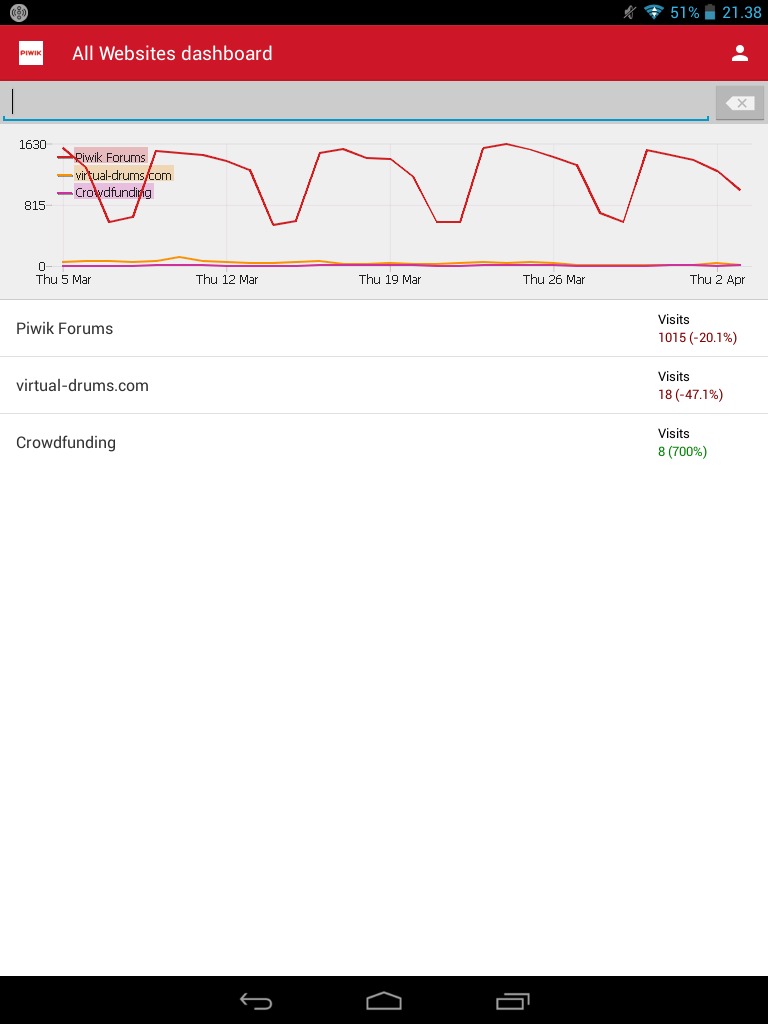 51% 21.38
PIWIK All Websites dashboard
1630
Piwik Forums
virtual-drums.com
Crowdfunding
815
0
Thu 5 Mar Thu 12 Mar Thu 19 Mar Thu 26 Mar Thu 2 Apr
Piwik Forums
Visits
1015 (-20.1%)
virtual-drums.com
Visits
18 (-47.1%)
Crowdfunding
Visits
8 (700%)